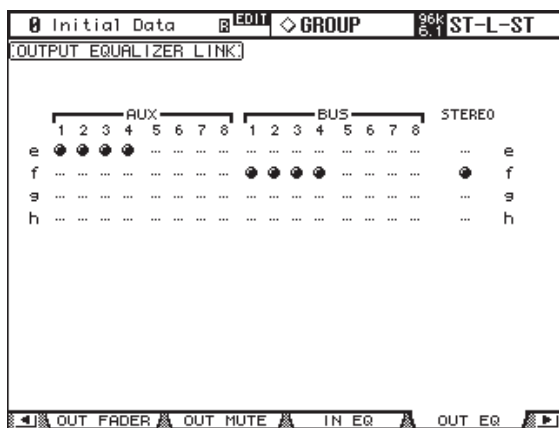 0 Initial Data R EDIT ◇ GROUP 96K 6.1 ST-L-ST
OUTPUT EQUALIZER LINK
AUX BUS STEREO
1 2 3 4 5 6 7 8 1 2 3 4 5 6 7 8
e e
f f
g g
h h
◀ OUT FADER OUT MUTE IN EQ OUT EQ ▶